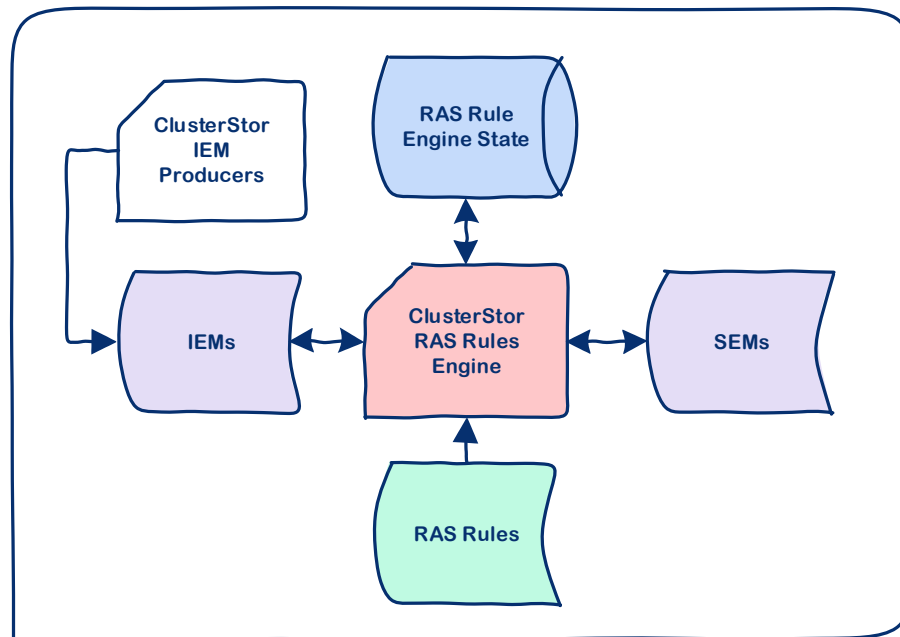 ClusterStor
IEM
Producers
RAS Rule
Engine State
IEMs
ClusterStor
RAS Rules
Engine
SEMs
RAS Rules